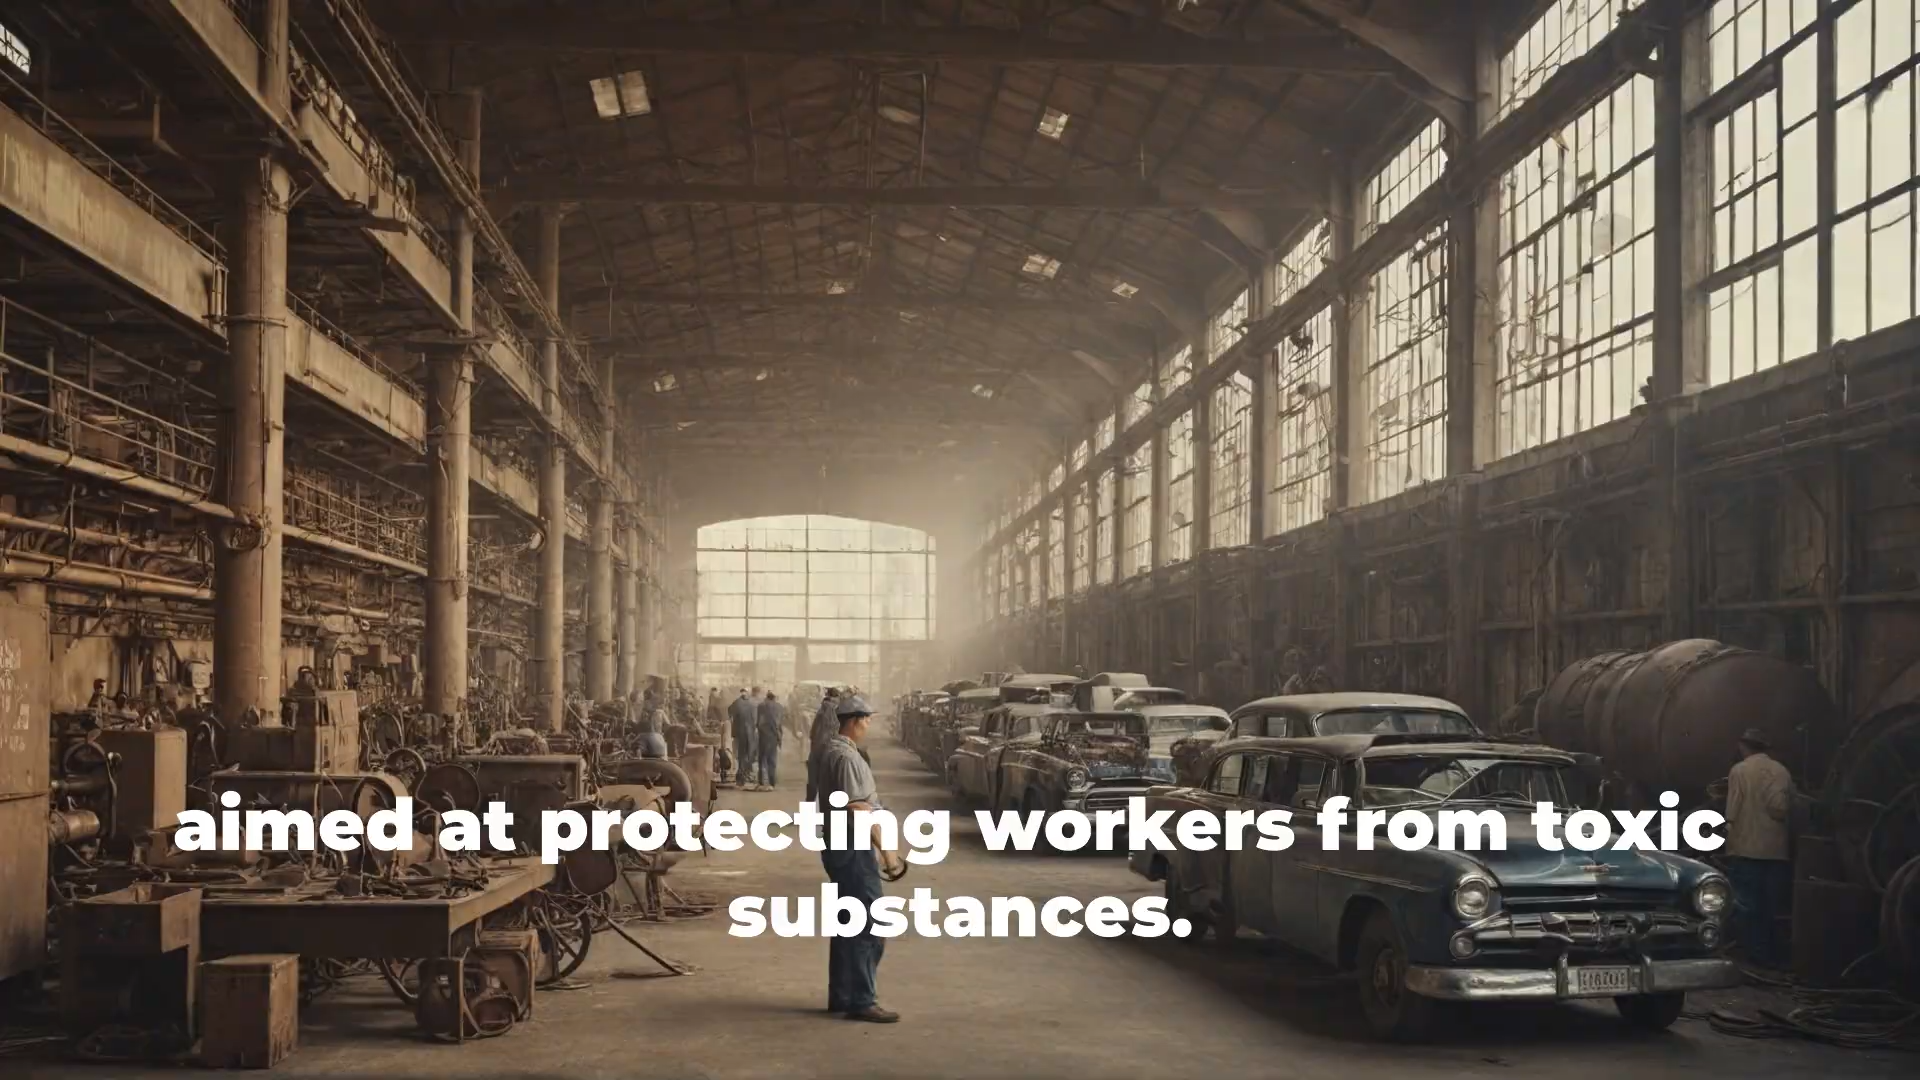 aimed at protecting workers from toxic
substances.